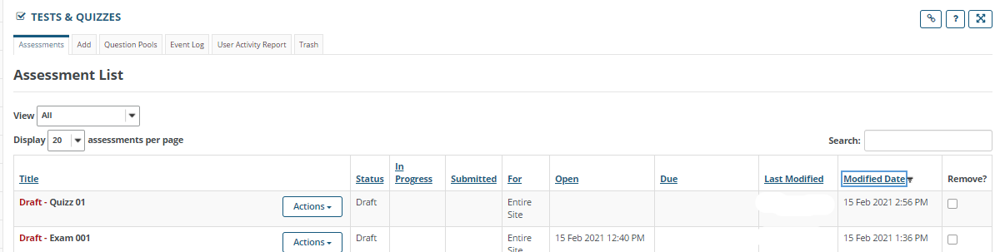 TESTS & QUIZZES
?
Assessments Add Question Pools Event Log User Activity Report Trash
Assessment List
View All
Display 20 assessments per page
Search:
Title Status In Progress Submitted For Open Due Last Modified Modified Date Remove?
Draft - Quizz 01 Actions Draft Entire Site 15 Feb 2021 2:56 PM
Draft - Exam 001 Actions Draft Entire Site 15 Feb 2021 12:40 PM 15 Feb 2021 1:36 PM